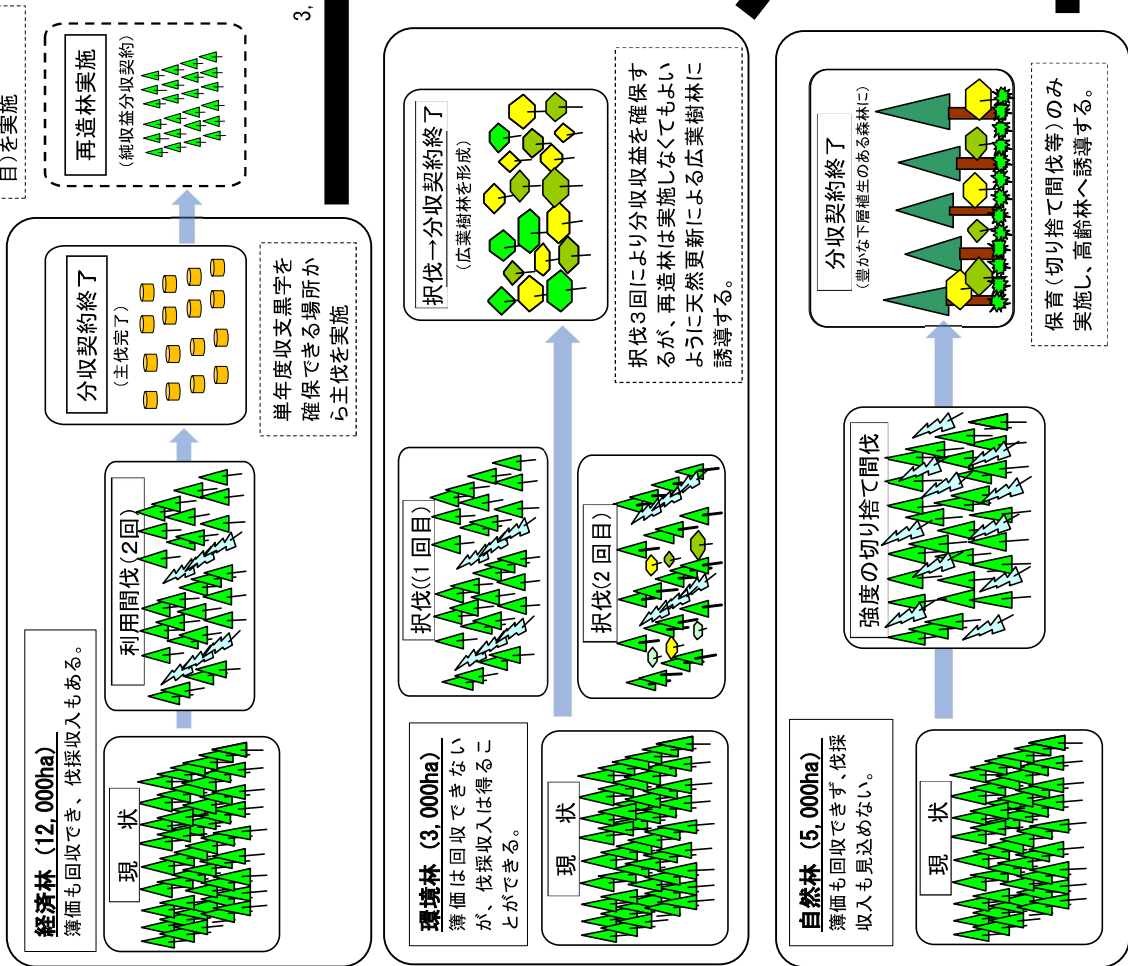 経済林（12,000ha）
簿価も回収でき、伐採収入もある。
現　状
利用間伐（２回）
分収契約終了
（主伐完了）
単年度収支黒字を
確保できる場所か
ら主伐を実施
再造林実施
（純収益分収契約）
目）を実施
3,
環境林（3,000ha）
簿価は回収できない
が、伐採収入は得るこ
とができる。
現　状
択伐（（１回目）
択伐（２回目）
択伐→分収契約終了
（広葉樹林を形成）
択伐３回により分収収益を確保す
るが、再造林は実施しなくてもよい
ように天然更新による広葉樹林に
誘導する。
自然林（5,000ha）
簿価も回収できず、伐採
収入も見込めない。
現　状
強度の切り捨て間伐
分収契約終了
（豊かな下層植生のある森林に）
保育（切り捨て間伐等）のみ
実施し、高齢林へ誘導する。